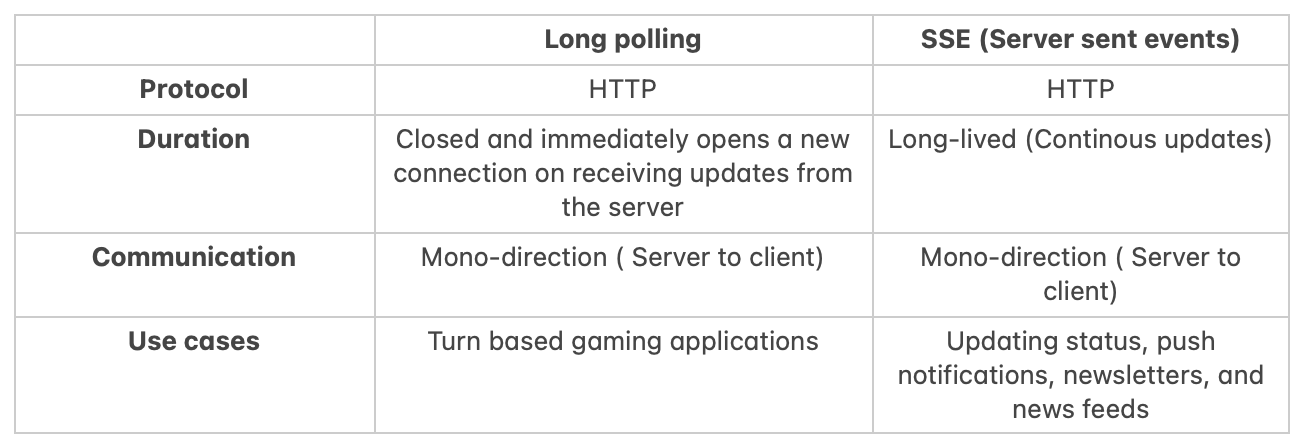 Long polling
SSE (Server sent events)
Protocol
HTTP
HTTP
Duration
Closed and immediately opens a new
connection on receiving updates from
the server
Long-lived (Continous updates)
Communication
Mono-direction ( Server to client)
Mono-direction ( Server to
client)
Use cases
Turn based gaming applications
Updating status, push
notifications, newsletters, and
news feeds